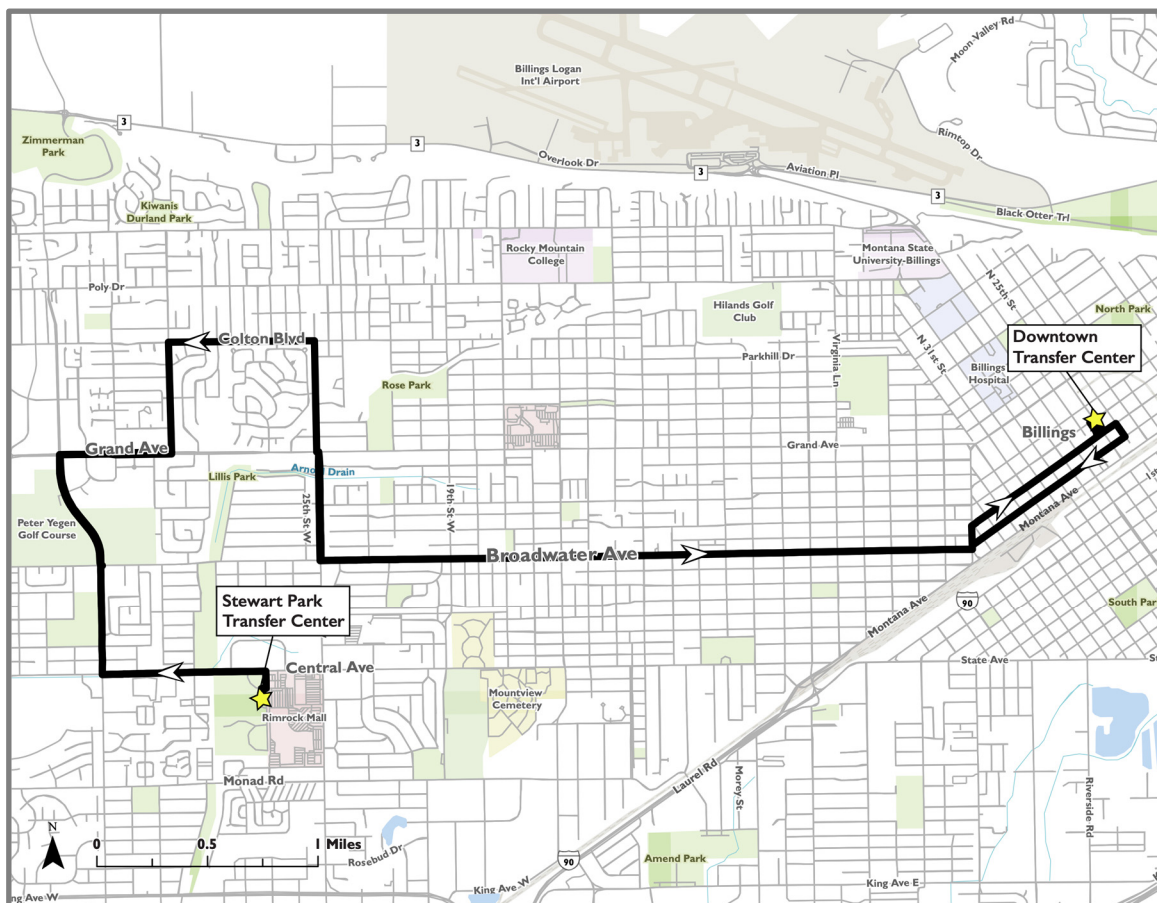 Moon Valley Rd
Billings Logan
Int'l Airport
3
Zimmerman
Park
3
Overlook Dr
3
Aviation Pl
Rimtop Dr
3
Black Otter Trl
Kiwanis
Durland Park
Rocky Mountain
College
Montana State
University-Billings
Poly Dr
N 25th St
Hilands Golf
Club
North Park
Colton Blvd
N 31st St
Virginia Ln
Parkhill Dr
Downtown
Transfer Center
Billings
Hospital
Rose Park
Grand Ave
Grand Ave
Billings
Lillis Park
Arnold Drain
25th St W
19th St W
Montana Ave
1st
Peter Yegen
Golf Course
Broadwater Ave
Stewart Park
Transfer Center
90
Montana Ave
South Par
Central Ave
State Ave
St
Rimrock Mall
Mountview
Cemetery
Monad Rd
Laurel Rd
Morey St
Riverside Rd
N
0
0.5
1
Miles
Rosebud Dr
90
Amend Park
King Ave W
King Ave E
ng Ave W